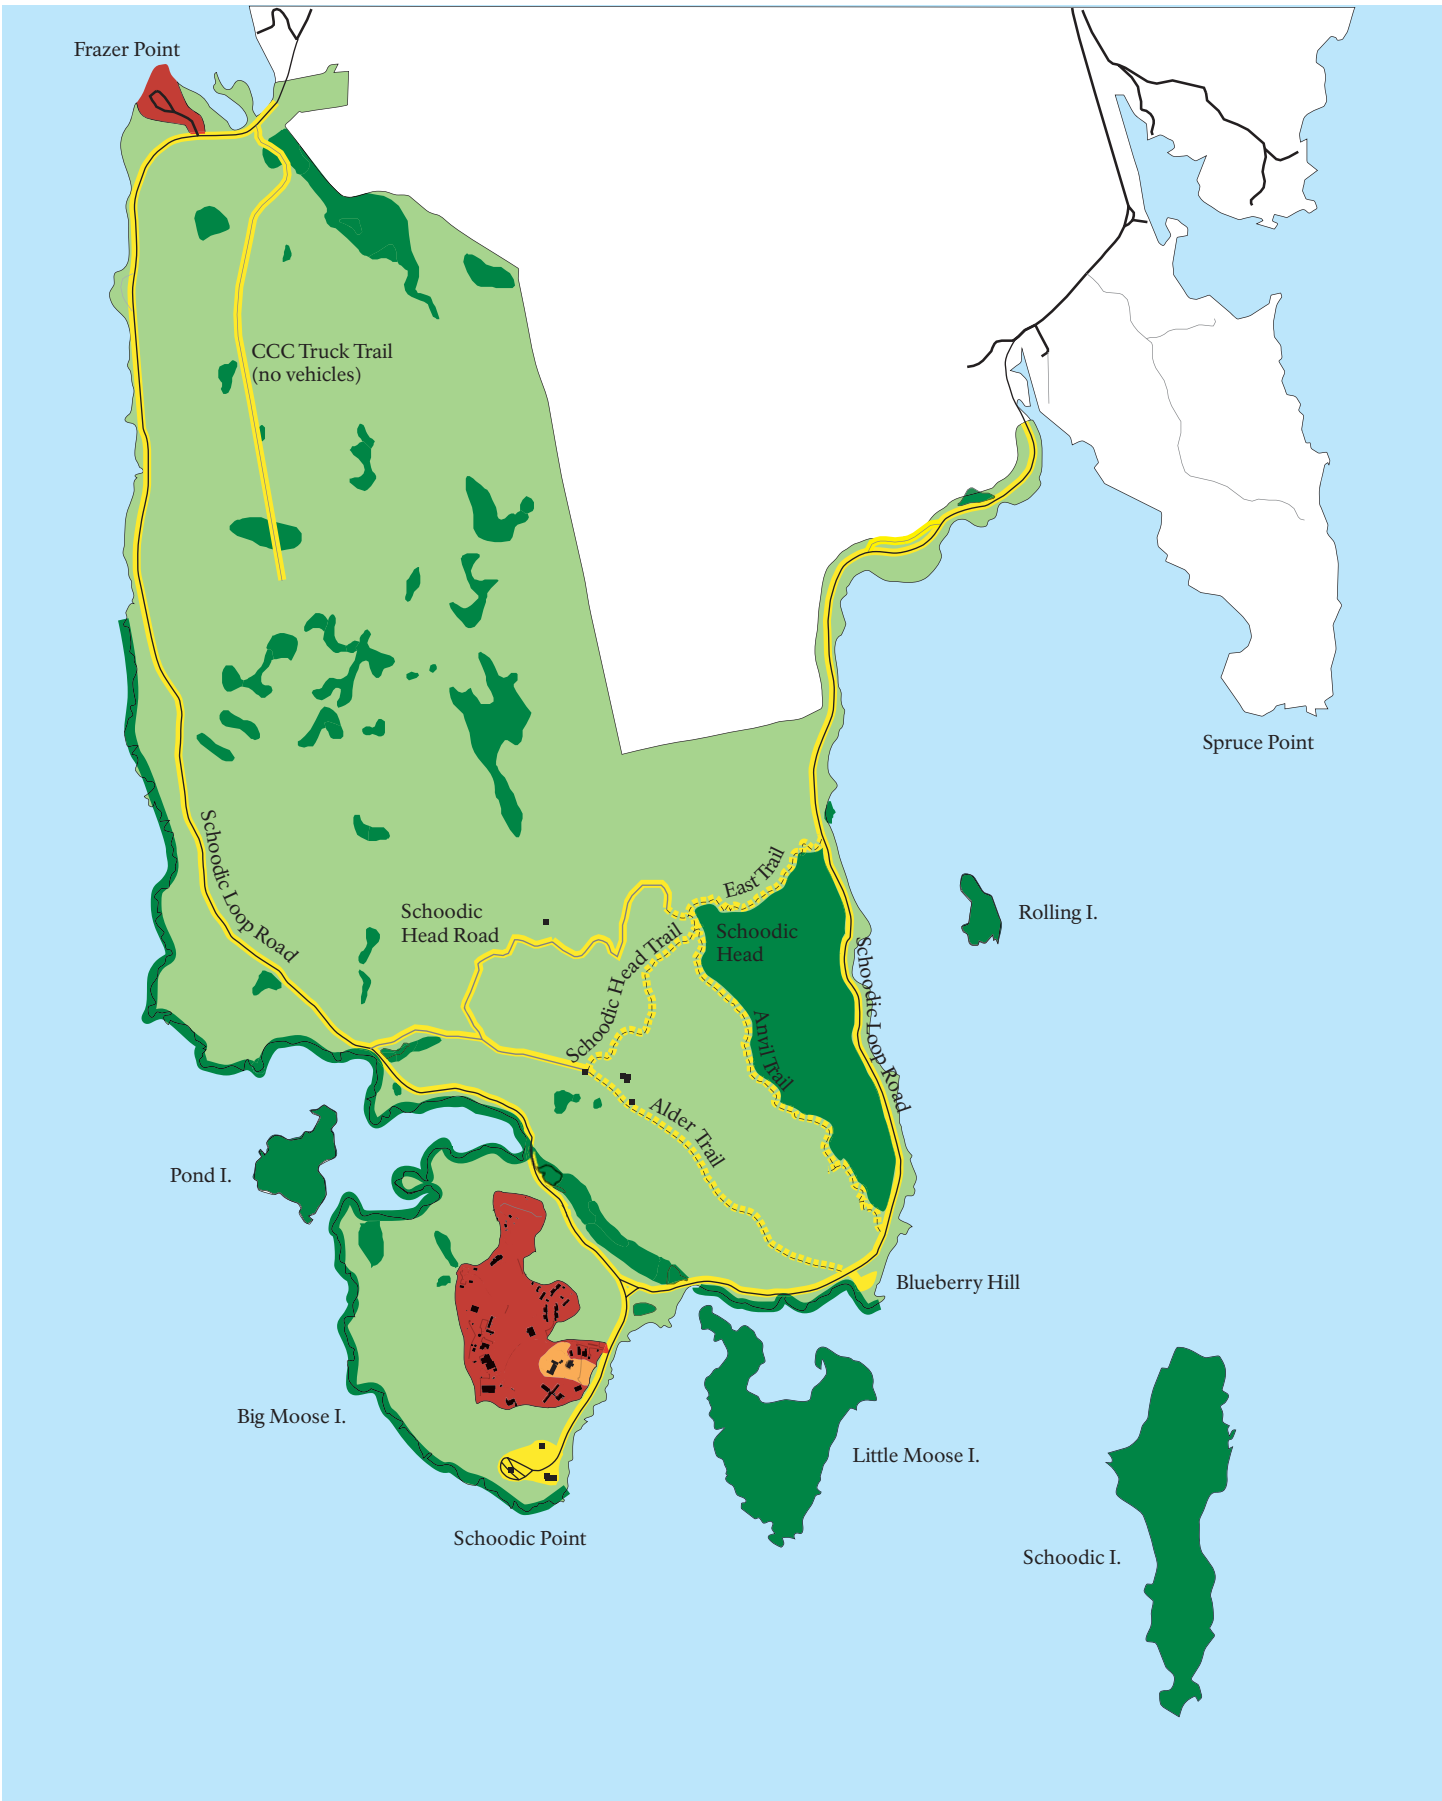 Frazer Point
CCC Truck Trail
(no vehicles)
Spruce Point
Schoodic Loop Road
East Trail
Schoodic
Head Road
Schoodic Head Trail
Schoodic
Head
Rolling I.
Schoodic Loop Road
Anvil Trail
Alder Trail
Pond I.
Blueberry Hill
Big Moose I.
Little Moose I.
Schoodic Point
Schoodic I.